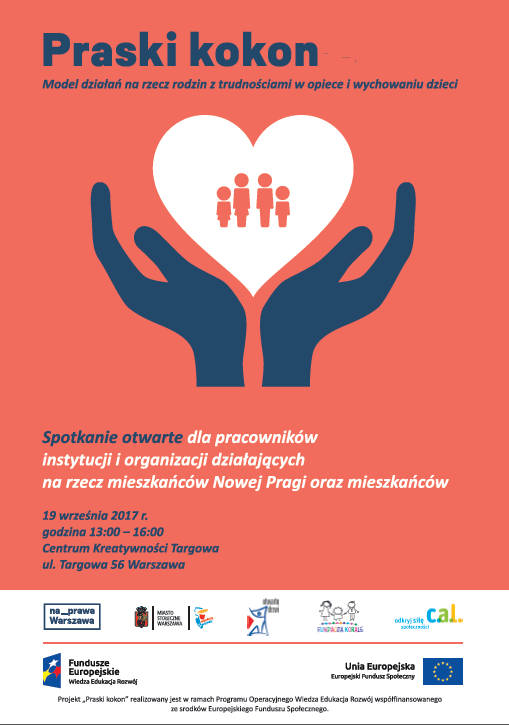 Praski kokon
Model działań na rzecz rodzin z trudnościami w opiece i wychowaniu dzieci
Spotkanie otwarte dla pracowników
instytucji i organizacji działających
na rzecz mieszkańców Nowej Pragi oraz mieszkańców
19 września 2017 r.
godzina 13:00 – 16:00
Centrum Kreatywności Targowa
ul. Targowa 56 Warszawa
na_prawa
Warszawa
MIASTO
STOŁECZNE
WARSZAWA
FUNDACJA KORALE
odkryj siłę
społeczności
c.a.l.
Fundusze
Europejskie
Wiedza Edukacja Rozwój
Unia Europejska
Europejski Fundusz Społeczny
Projekt „Praski kokon” realizowany jest w ramach Programu Operacyjnego Wiedza Edukacja Rozwój współfinansowanego
ze srodków Europejskiego Funduszu Społecznego.